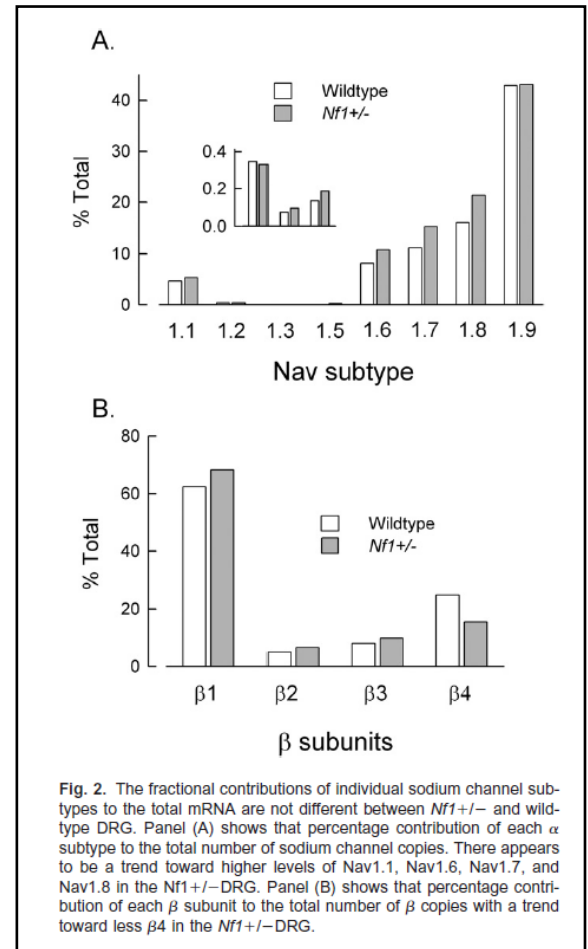 A.
Wildtype
Nf1+/-
% Total
40
30
20
10
0
0.4
0.2
0.0
1.1 1.2 1.3 1.5 1.6 1.7 1.8 1.9
Nav subtype
B.
Wildtype
Nf1+/-
% Total
80
60
40
20
0
β1 β2 β3 β4
β subunits
Fig. 2. The fractional contributions of individual sodium channel sub-
types to the total mRNA are not different between Nf1+/− and wild-
type DRG. Panel (A) shows that percentage contribution of each α
subtype to the total number of sodium channel copies. There appears
to be a trend toward higher levels of Nav1.1, Nav1.6, Nav1.7, and
Nav1.8 in the Nf1+/−DRG. Panel (B) shows that percentage contri-
bution of each β subunit to the total number of β copies with a trend
toward less β4 in the Nf1+/−DRG.